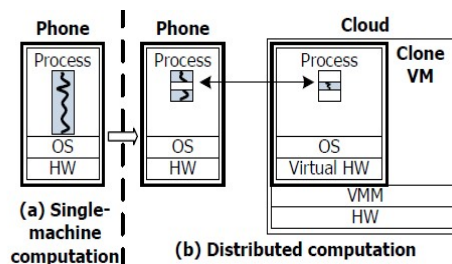 Phone
Process
OS
HW
(a) Single-
machine
computation
Phone
Process
OS
HW
Cloud
Clone
VM
Process
OS
Virtual HW
VMM
HW
(b) Distributed computation